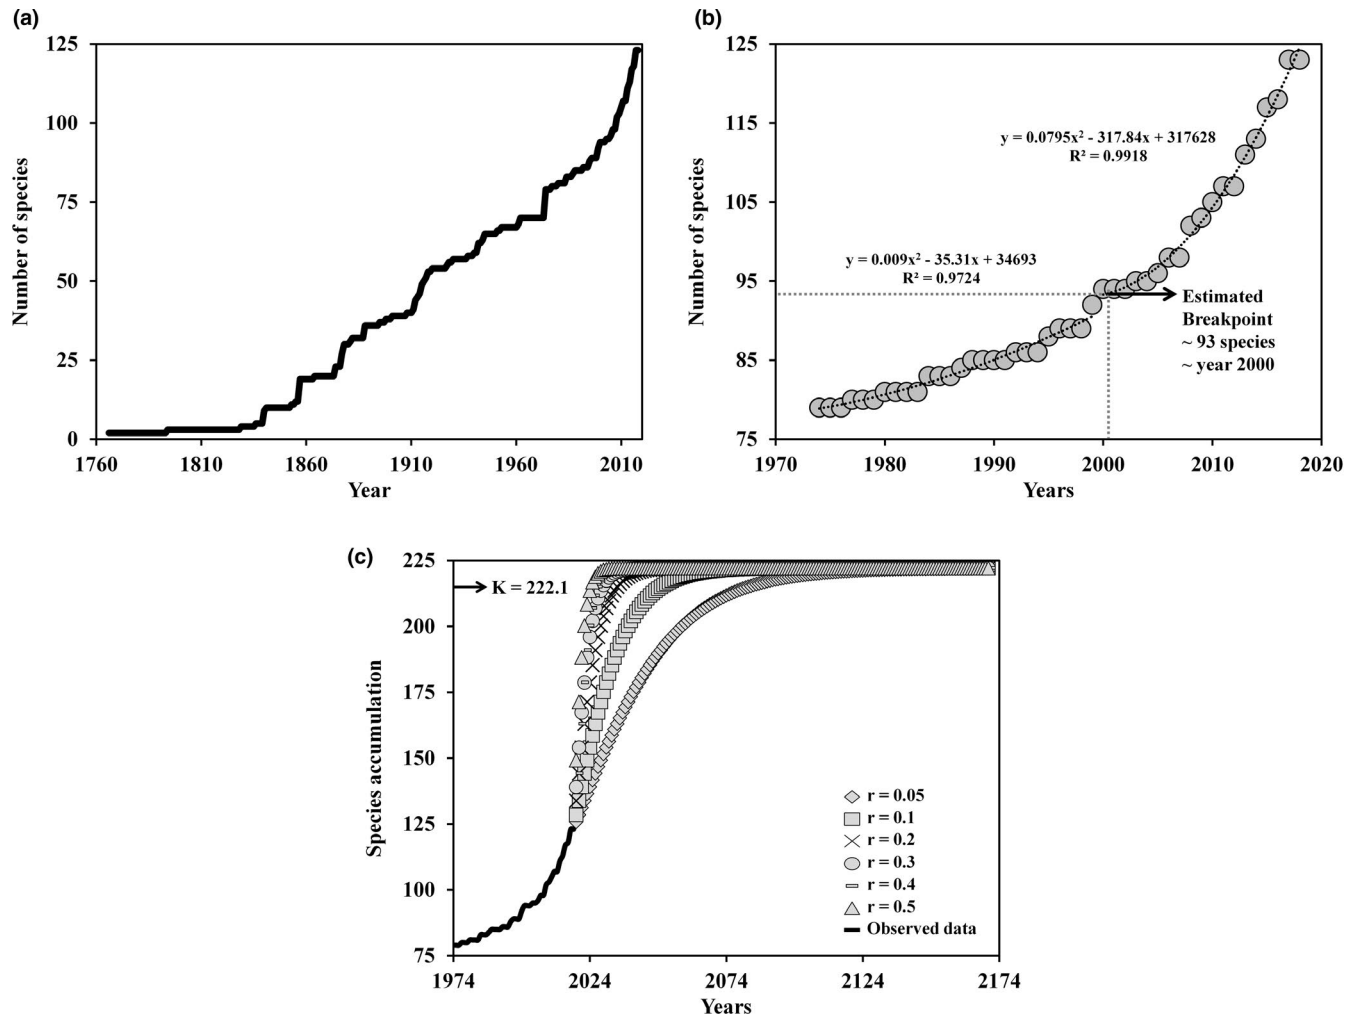 (a)
125
100
75
50
25
0
Number of species
1760 1810 1860 1910 1960 2010
Year
(b)
125
115
105
95
85
75
Number of species
y = 0.0795x² - 317.84x + 317628
R² = 0.9918
y = 0.009x² - 35.31x + 34693
R² = 0.9724
Estimated
Breakpoint
~ 93 species
~ year 2000
1970 1980 1990 2000 2010 2020
Years
(c)
225
200
175
150
125
100
75
Species accumulation
K = 222.1
r = 0.05
r = 0.1
r = 0.2
r = 0.3
r = 0.4
r = 0.5
Observed data
1974 2024 2074 2124 2174
Years